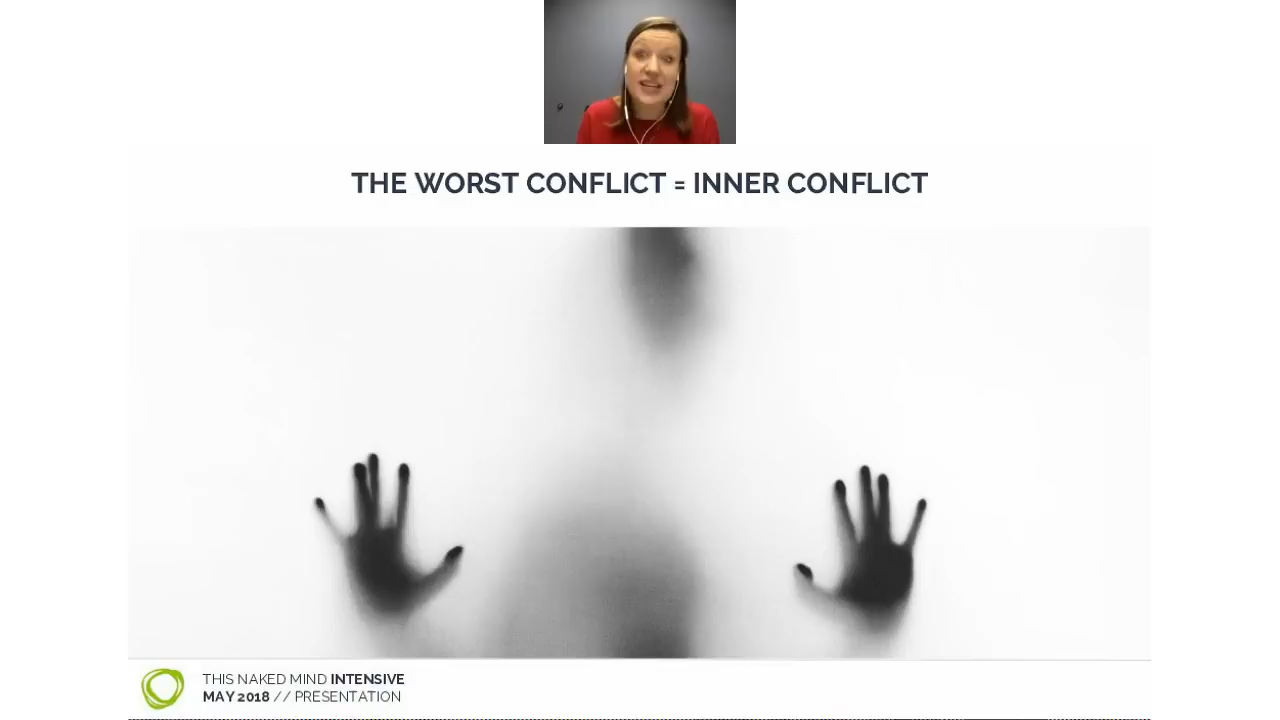 THE WORST CONFLICT = INNER CONFLICT
THIS NAKED MIND INTENSIVE
MAY 2018 // PRESENTATION